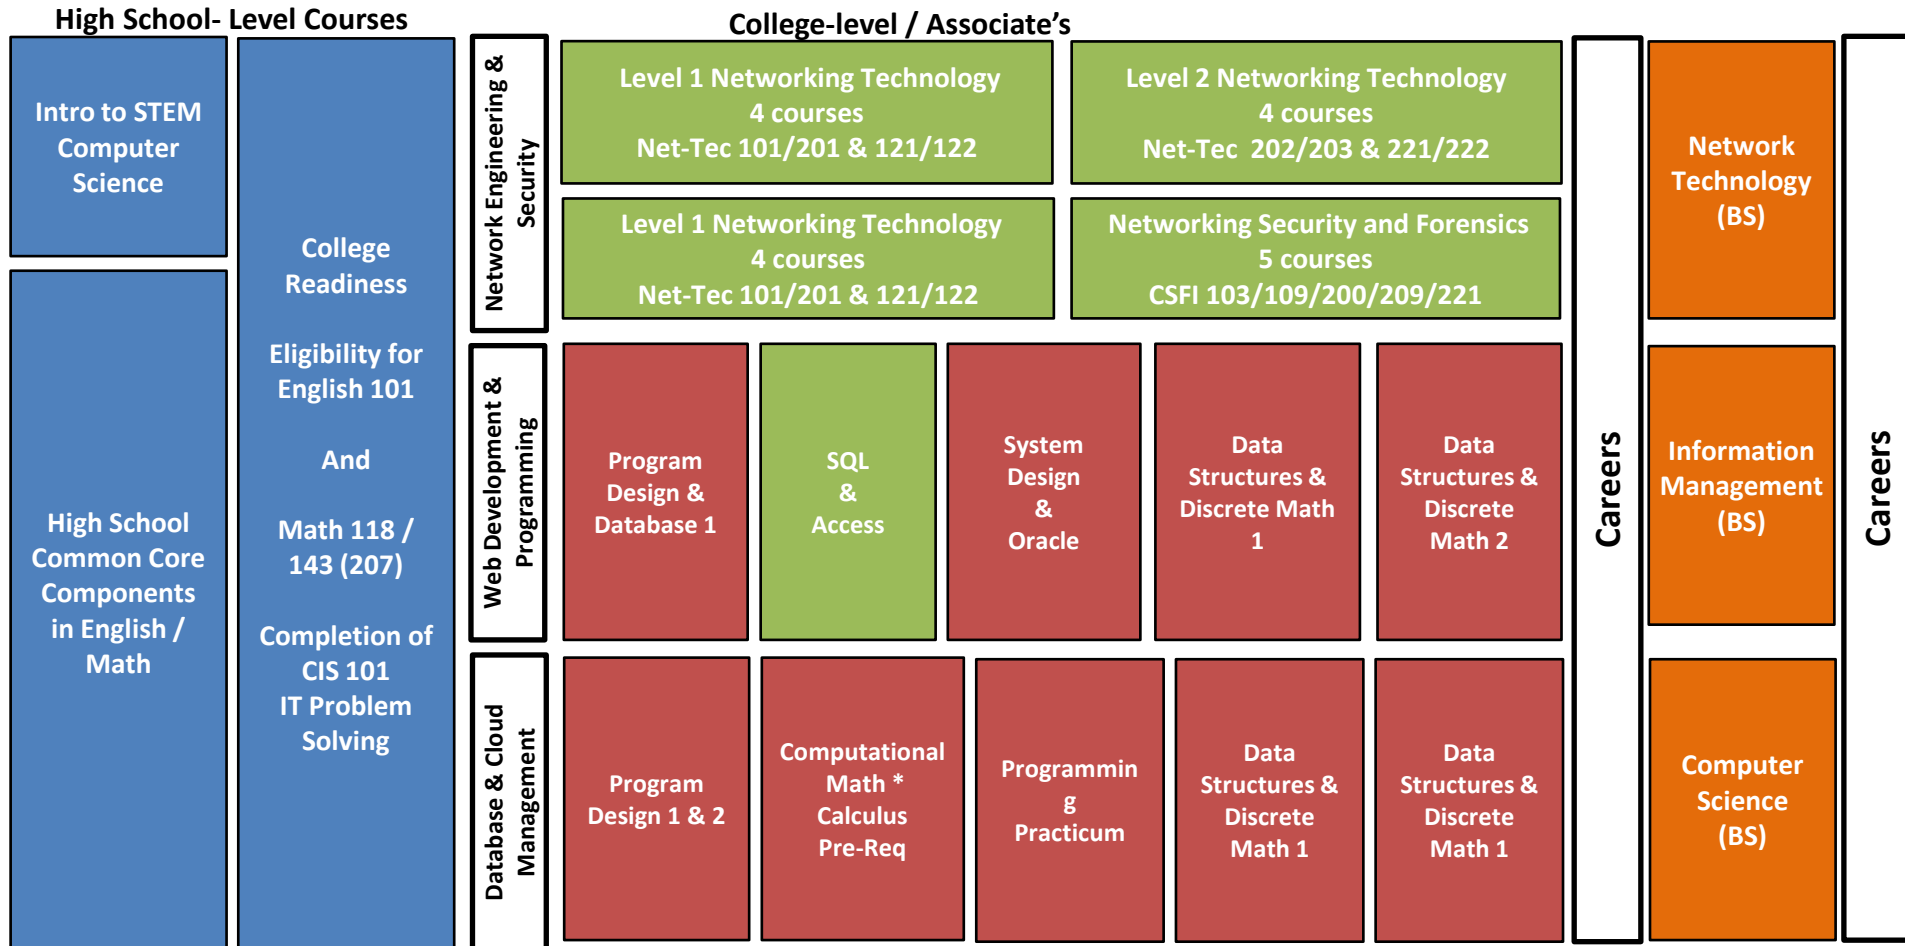 High School- Level Courses
College-level / Associate’s
Intro to STEM
Computer
Science
High School
Common Core
Components
in English /
Math
College
Readiness
Eligibility for
English 101
And
Math 118 /
143 (207)
Completion of
CIS 101
IT Problem
Solving
Network Engineering &
Security
Level 1 Networking Technology
4 courses
Net-Tec 101/201 & 121/122
Level 2 Networking Technology
4 courses
Net-Tec  202/203 & 221/222
Level 1 Networking Technology
4 courses
Net-Tec 101/201 & 121/122
Networking Security and Forensics
5 courses
CSFI 103/109/200/209/221
Web Development &
Programming
Program
Design &
Database 1
SQL
&
Access
System
Design
&
Oracle
Data
Structures &
Discrete Math
1
Data
Structures &
Discrete
Math 2
Database & Cloud
Management
Program
Design 1 & 2
Computational
Math *
Calculus
Pre-Req
Programmin
g
Practicum
Data
Structures &
Discrete
Math 1
Data
Structures &
Discrete
Math 1
Careers
Network
Technology
(BS)
Information
Management
(BS)
Computer
Science
(BS)
Careers